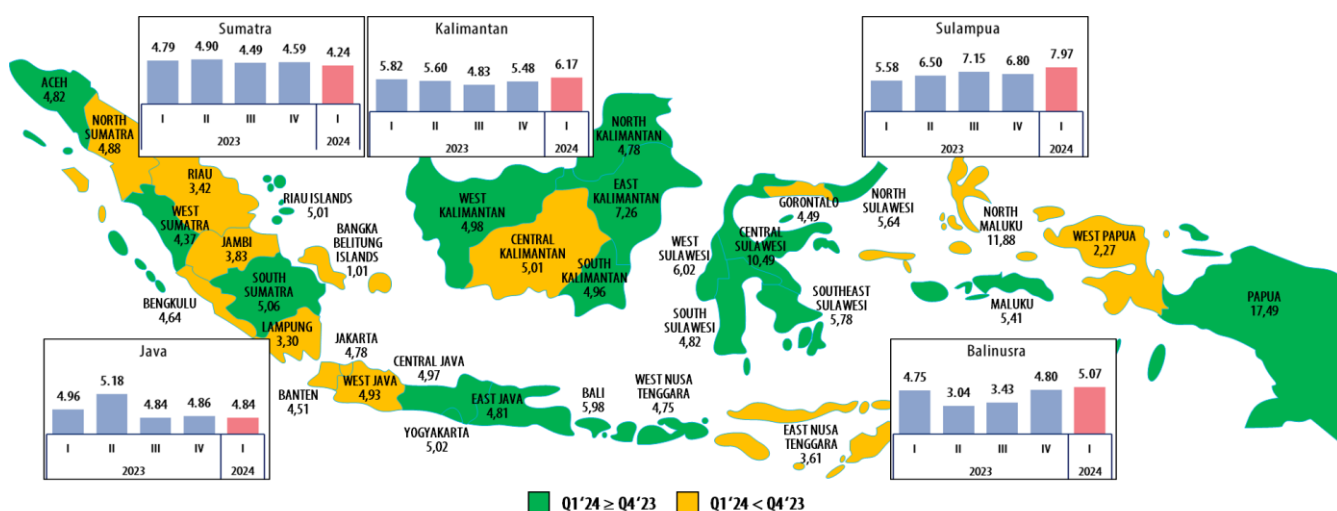 Sumatra
4.79 4.90 4.49 4.59 4.24
I II III IV I
2023 2024
Kalimantan
5.82 5.60 4.83 5.48 6.17
I II III IV I
2023 2024
Sulampua
5.58 6.50 7.15 6.80 7.97
I II III IV I
2023 2024
ACEH
4,82
NORTH
SUMATRA
4,88
RIAU
3,42
RIAU ISLANDS
5,01
WEST
SUMATRA
4,37
JAMBI
3,83
BANGKA
BELITUNG
ISLANDS
1,01
SOUTH
SUMATRA
5,06
BENGKULU
4,64
LAMPUNG
3,30
NORTH
KALIMANTAN
4,78
EAST
KALIMANTAN
7,26
WEST
KALIMANTAN
4,98
CENTRAL
KALIMANTAN
5,01
SOUTH
KALIMANTAN
4,96
GORONTALO
4,49
NORTH
SULAWESI
5,64
CENTRAL
SULAWESI
10,49
WEST
SULAWESI
6,02
SOUTHEAST
SULAWESI
5,78
SOUTH
SULAWESI
4,82
NORTH
MALUKU
11,88
MALUKU
5,41
WEST PAPUA
2,27
PAPUA
17,49
JAKARTA
4,78
BANTEN
4,51
WEST JAVA
4,93
CENTRAL JAVA
4,97
YOGYAKARTA
5,02
EAST JAVA
4,81
BALI
5,98
WEST NUSA
TENGGARA
4,75
EAST NUSA
TENGGARA
3,61
Java
4.96 5.18 4.84 4.86 4.84
I II III IV I
2023 2024
Balinusra
4.75 3.04 3.43 4.80 5.07
I II III IV I
2023 2024
Q1'24 ≥ Q4'23 Q1'24 < Q4'23